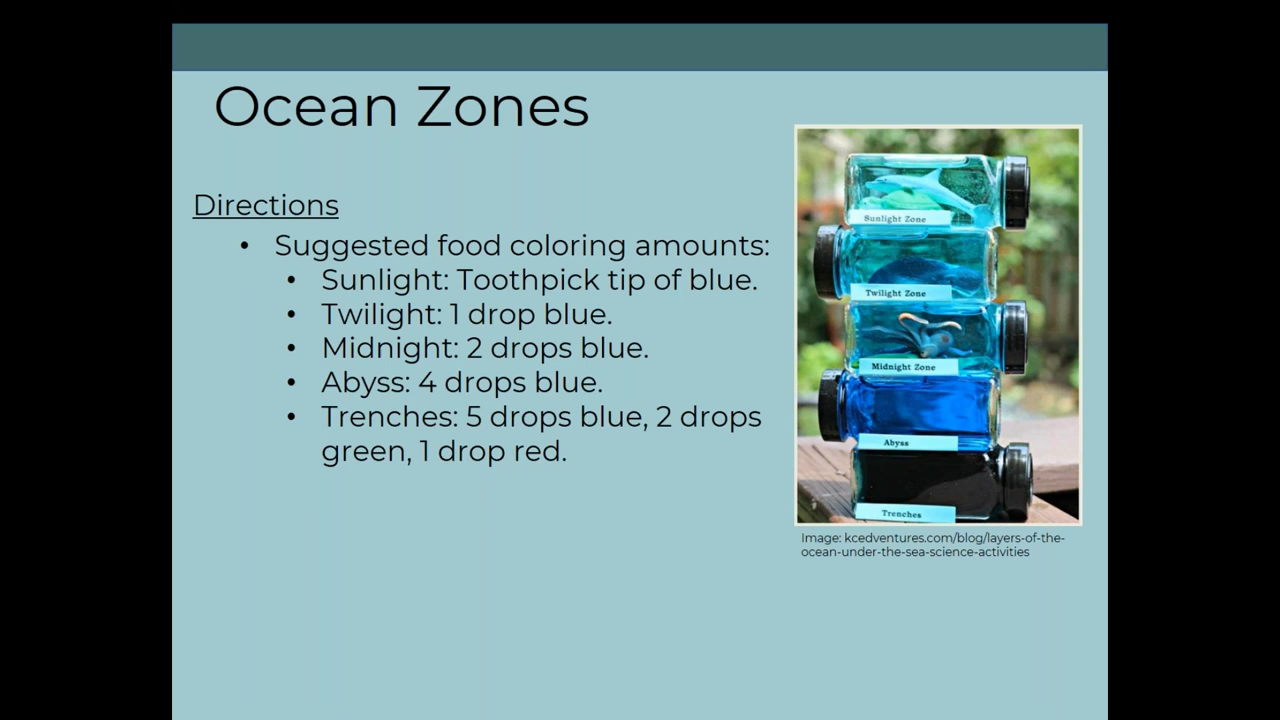 Ocean Zones
Directions
• Suggested food coloring amounts:
• Sunlight: Toothpick tip of blue.
• Twilight: 1 drop blue.
• Midnight: 2 drops blue.
• Abyss: 4 drops blue.
• Trenches: 5 drops blue, 2 drops
green, 1 drop red.
Sunlight Zone
Twilight Zone
Midnight Zone
Abyss
Trenches
Image: kcedventures.com/blog/layers-of-the-
ocean-under-the-sea-science-activities